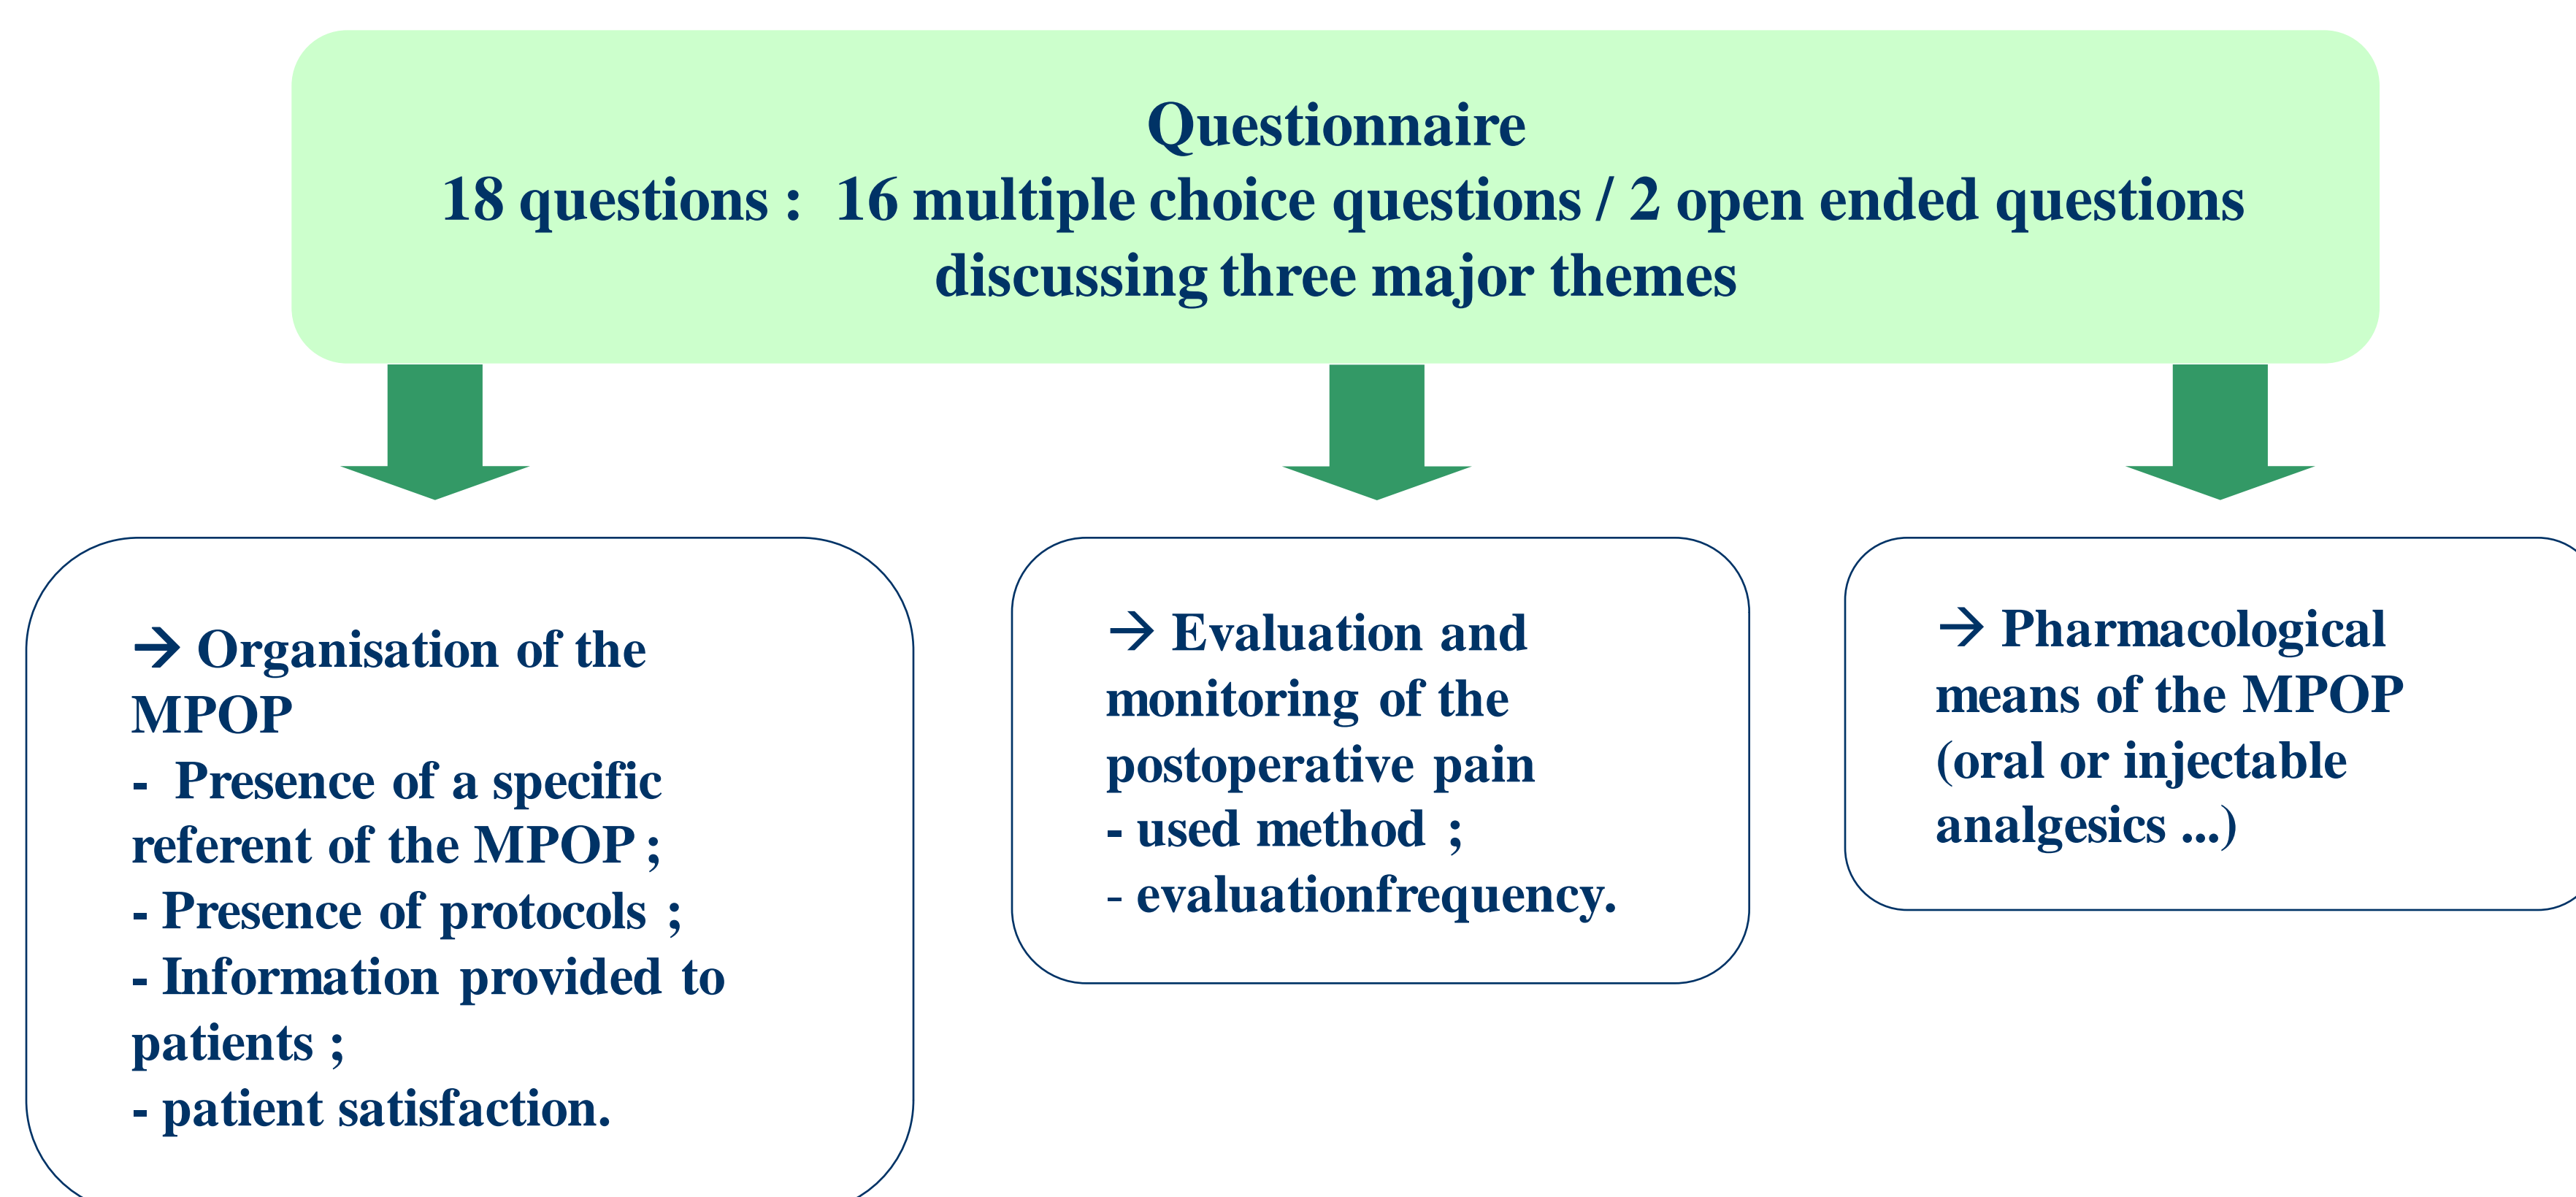 Questionnaire
18 questions : 16 multiple choice questions / 2 open ended questions
discussing three major themes
→ Organisation of the
MPOP
- Presence of a specific
referent of the MPOP ;
- Presence of protocols ;
- Information provided to
patients ;
- patient satisfaction.
→ Evaluation and
monitoring of the
postoperative pain
- used method ;
- evaluationfrequency.
→ Pharmacological
means of the MPOP
(oral or injectable
analgesics ...)